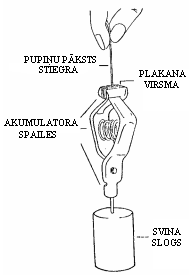 PUPIŅU PĀKSTS
STIEGRA
PLAKANA
VIRSMA
AKUMULATORA
SPAILES
SVINA
SLOGS